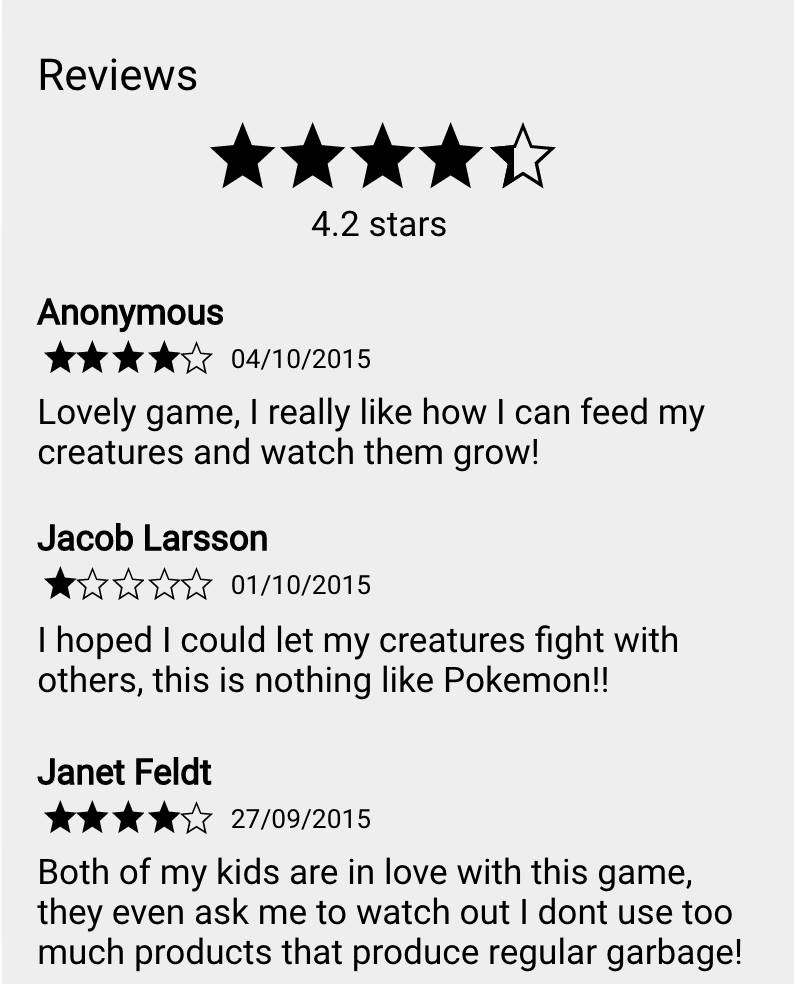 Reviews
4.2 stars
Anonymous
04/10/2015
Lovely game, I really like how I can feed my
creatures and watch them grow!
Jacob Larsson
01/10/2015
I hoped I could let my creatures fight with
others, this is nothing like Pokemon!!
Janet Feldt
27/09/2015
Both of my kids are in love with this game,
they even ask me to watch out I dont use too
much products that produce regular garbage!